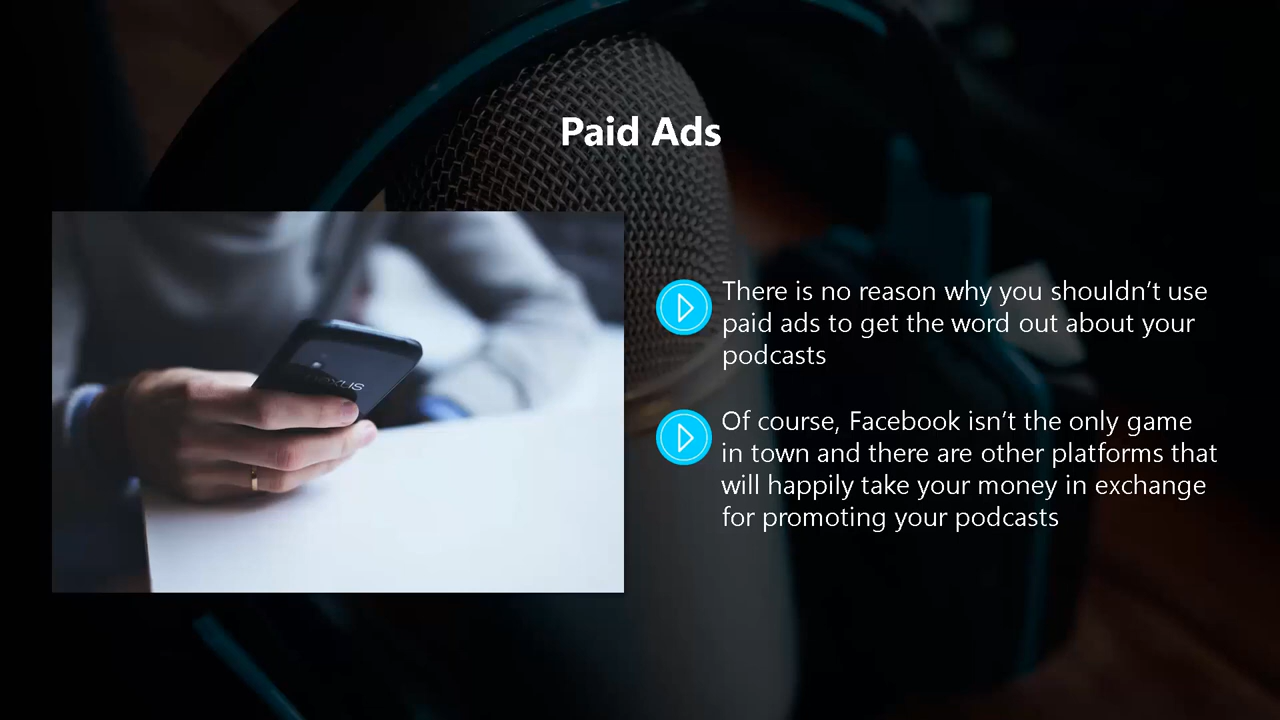 Paid Ads
nexus
There is no reason why you shouldn’t use
paid ads to get the word out about your
podcasts
Of course, Facebook isn’t the only game
in town and there are other platforms that
will happily take your money in exchange
for promoting your podcasts